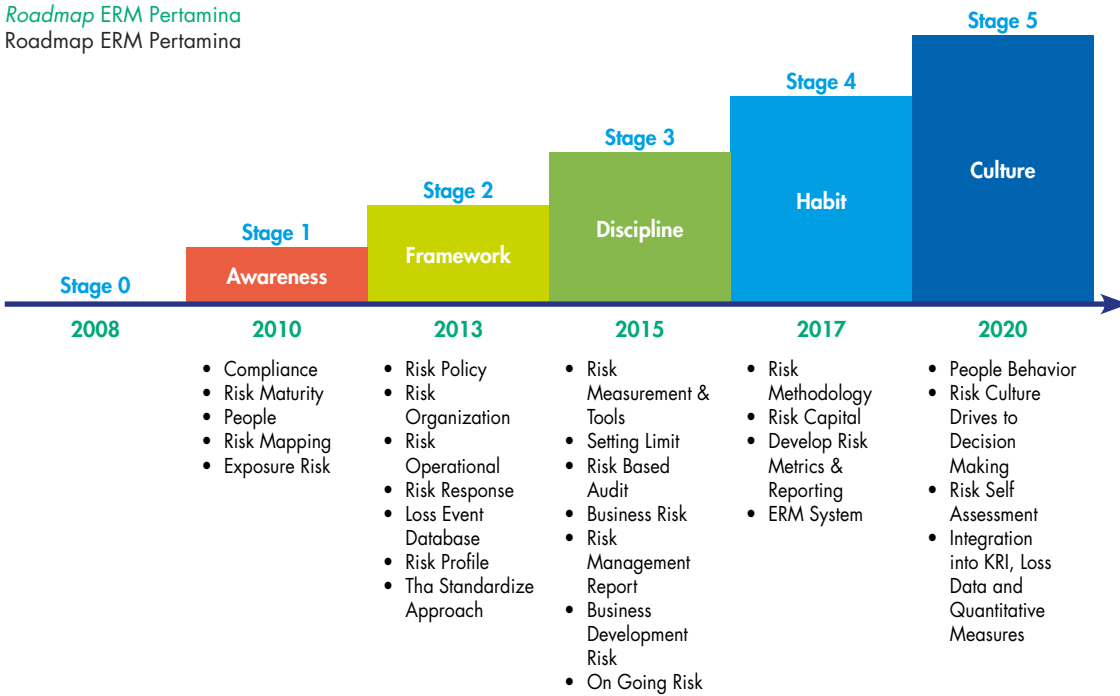 Roadmap ERM Pertamina
Roadmap ERM Pertamina
Stage 0
2008
Stage 1
Awareness
2010
• Compliance
• Risk Maturity
• People
• Risk Mapping
• Exposure Risk
Stage 2
Framework
2013
• Risk Policy
• Risk
Organization
• Risk
Operational
• Risk Response
• Loss Event
Database
• Risk Profile
• Tha Standardize
Approach
Stage 3
Discipline
2015
• Risk
Measurement &
Tools
• Setting Limit
• Risk Based
Audit
• Business Risk
• Risk
Management
Report
• Business
Development
Risk
• On Going Risk
Stage 4
Habit
2017
• Risk
Methodology
• Risk Capital
• Develop Risk
Metrics &
Reporting
• ERM System
Stage 5
Culture
2020
• People Behavior
• Risk Culture
Drives to
Decision
Making
• Risk Self
Assessment
• Integration
into KRI, Loss
Data and
Quantitative
Measures